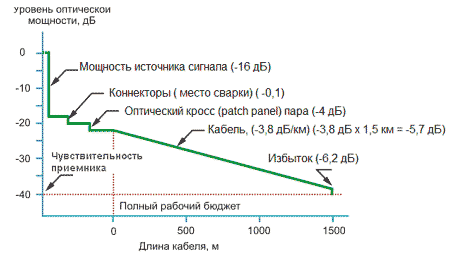 Уровень оптической
мощности, дБ
0
Мощность источника сигнала (-16 дБ)
-10
Коннекторы ( место сварки) ( -0,1)
Оптический кросс (patch panel) пара (-4 дБ)
-20
Кабель, (-3,8 дБ/км) (-3,8 дБ х 1,5 км = -5,7 дБ)
Избыток (-6,2 дБ)
-30
Чувствительность
приемника
-40
Полный рабочий бюджет
0
500
1000
1500
Длина кабеля, м